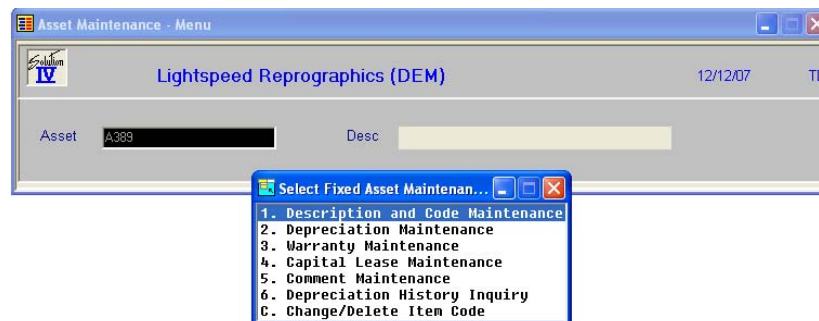 Asset Maintenance - Menu
Solution
IV
Lightspeed Reprographics (DEM) 12/12/07
Asset A389 Desc
Select Fixed Asset Maintenan...
1. Description and Code Maintenance
2. Depreciation Maintenance
3. Warranty Maintenance
4. Capital Lease Maintenance
5. Comment Maintenance
6. Depreciation History Inquiry
C. Change/Delete Item Code